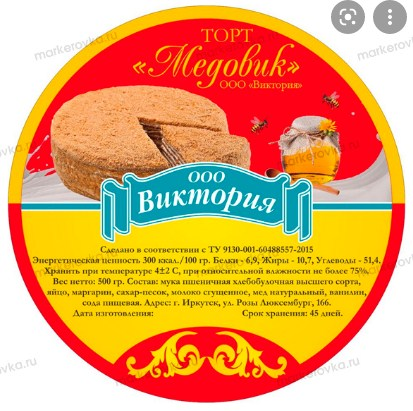 ТОРТ
«Медовик»
ООО «Виктория»
ООО
Виктория
Сделано в соответствии с ТУ 9130-001-60488557-2015
Энергетическая ценность 300 ккал./100 гр. Белки - 6,9, Жиры - 10,7, Углеводы - 51,4.
Хранить при температуре 4±2 С, при относительной влажности не более 75%.
Вес нетто: 500 гр. Состав: мука пшеничная хлебобулочная высшего сорта,
яйцо, маргарин, сахар-песок, молоко сгущенное, мед натуральный, ванилин,
сода пищевая. Адрес: г. Иркутск, ул. Розы Люксембург, 166.
Дата изготовления: Срок хранения: 45 дней.
markerovka.ru